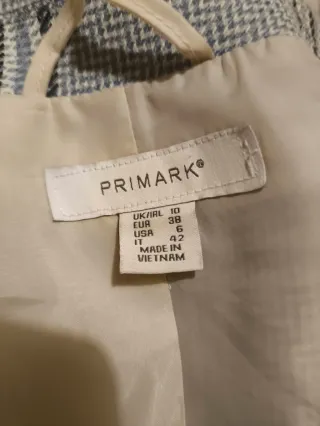 PRIMARK®
UK/IRL 10
EUR 38
USA 6
IT 42
MADE IN
VIETNAM